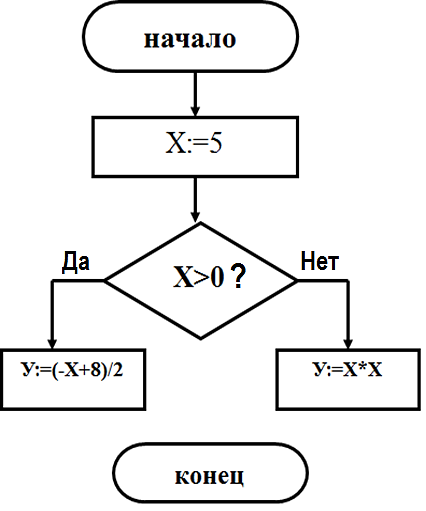 начало
X:=5
X>0 ?
Да
Нет
У:=(-X+8)/2
У:=X*X
конец